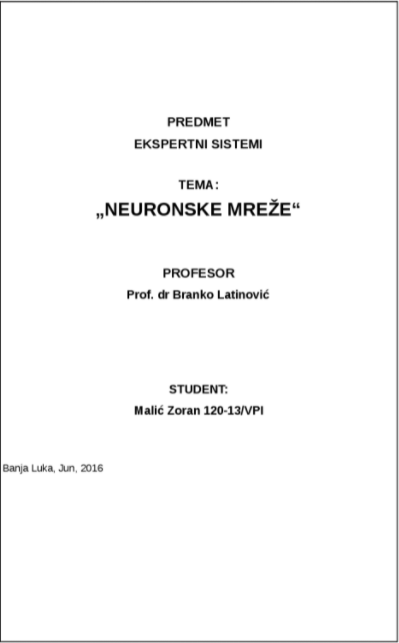 PREDMET
EKSPERTNI SISTEMI
TEMA:
„NEURONSKE MREŽE“
PROFESOR
Prof. dr Branko Latinović
STUDENT:
Malić Zoran 120-13/VPI
Banja Luka, Jun, 2016